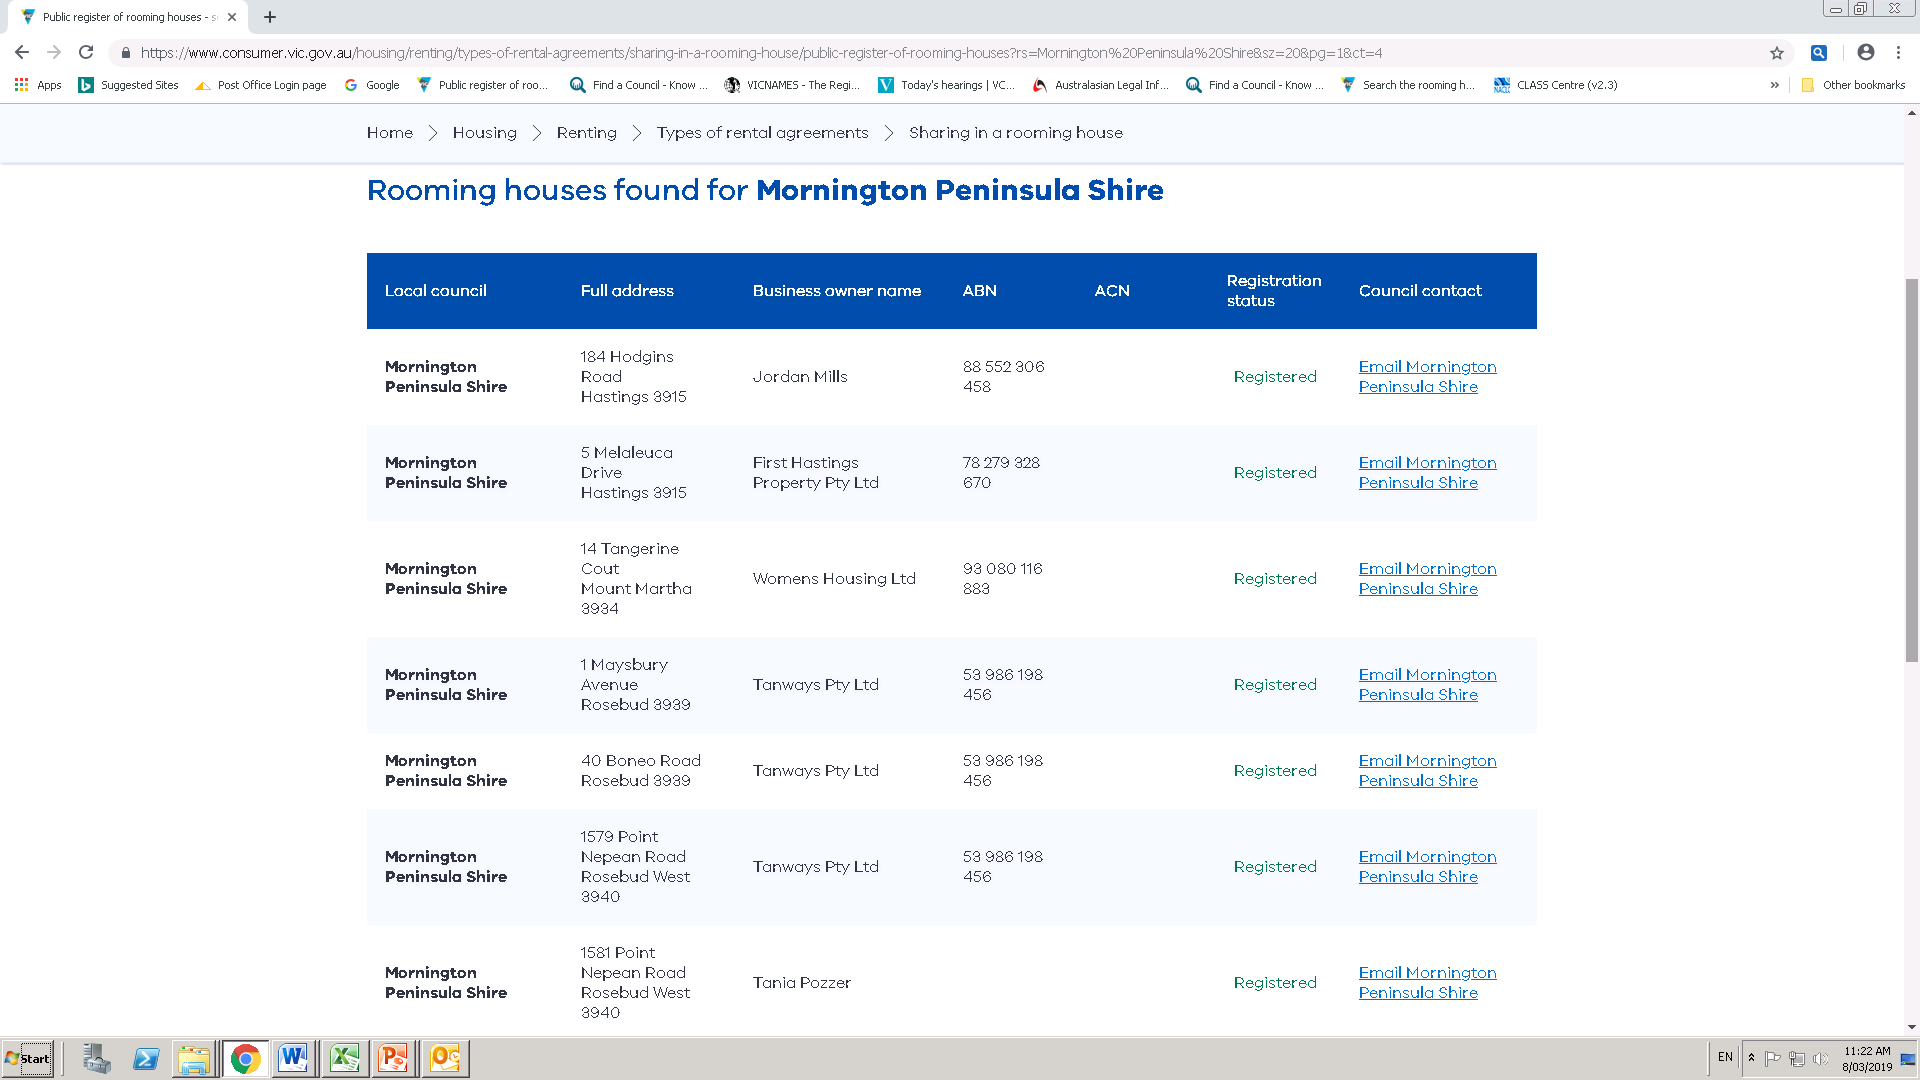 Public register of rooming houses - s
https://www.consumer.vic.gov.au/housing/renting/types-of-rental-agreements/sharing-in-a-rooming-house/public-register-of-rooming-houses?rs=Mornington%20Peninsula%20Shire&sz=20&pg=1&ct=4
Apps Suggested Sites Post Office Login page Google Public register of roo... Find a Council - Know ... VICNAMES - The Regi... Today's hearings | VC... Australasian Legal Inf... Find a Council - Know ... Search the rooming h... CLASS Centre (v2.3) » Other bookmarks
Home > Housing > Renting > Types of rental agreements > Sharing in a rooming house
Rooming houses found for Mornington Peninsula Shire
Local council Full address Business owner name ABN ACN Registration status Council contact
Mornington Peninsula Shire 184 Hodgins Road Hastings 3915 Jordan Mills 88 552 306 458 Registered Email Mornington Peninsula Shire
Mornington Peninsula Shire 5 Melaleuca Drive Hastings 3915 First Hastings Property Pty Ltd 78 279 328 670 Registered Email Mornington Peninsula Shire
Mornington Peninsula Shire 14 Tangerine Cout Mount Martha 3934 Womens Housing Ltd 93 080 116 883 Registered Email Mornington Peninsula Shire
Mornington Peninsula Shire 1 Maysbury Avenue Rosebud 3939 Tanways Pty Ltd 53 986 198 456 Registered Email Mornington Peninsula Shire
Mornington Peninsula Shire 40 Boneo Road Rosebud 3939 Tanways Pty Ltd 53 986 198 456 Registered Email Mornington Peninsula Shire
Mornington Peninsula Shire 1579 Point Nepean Road Rosebud West 3940 Tanways Pty Ltd 53 986 198 456 Registered Email Mornington Peninsula Shire
Mornington Peninsula Shire 1581 Point Nepean Road Rosebud West 3940 Tania Pozzer Registered Email Mornington Peninsula Shire
Start EN 11:22 AM
8/03/2019